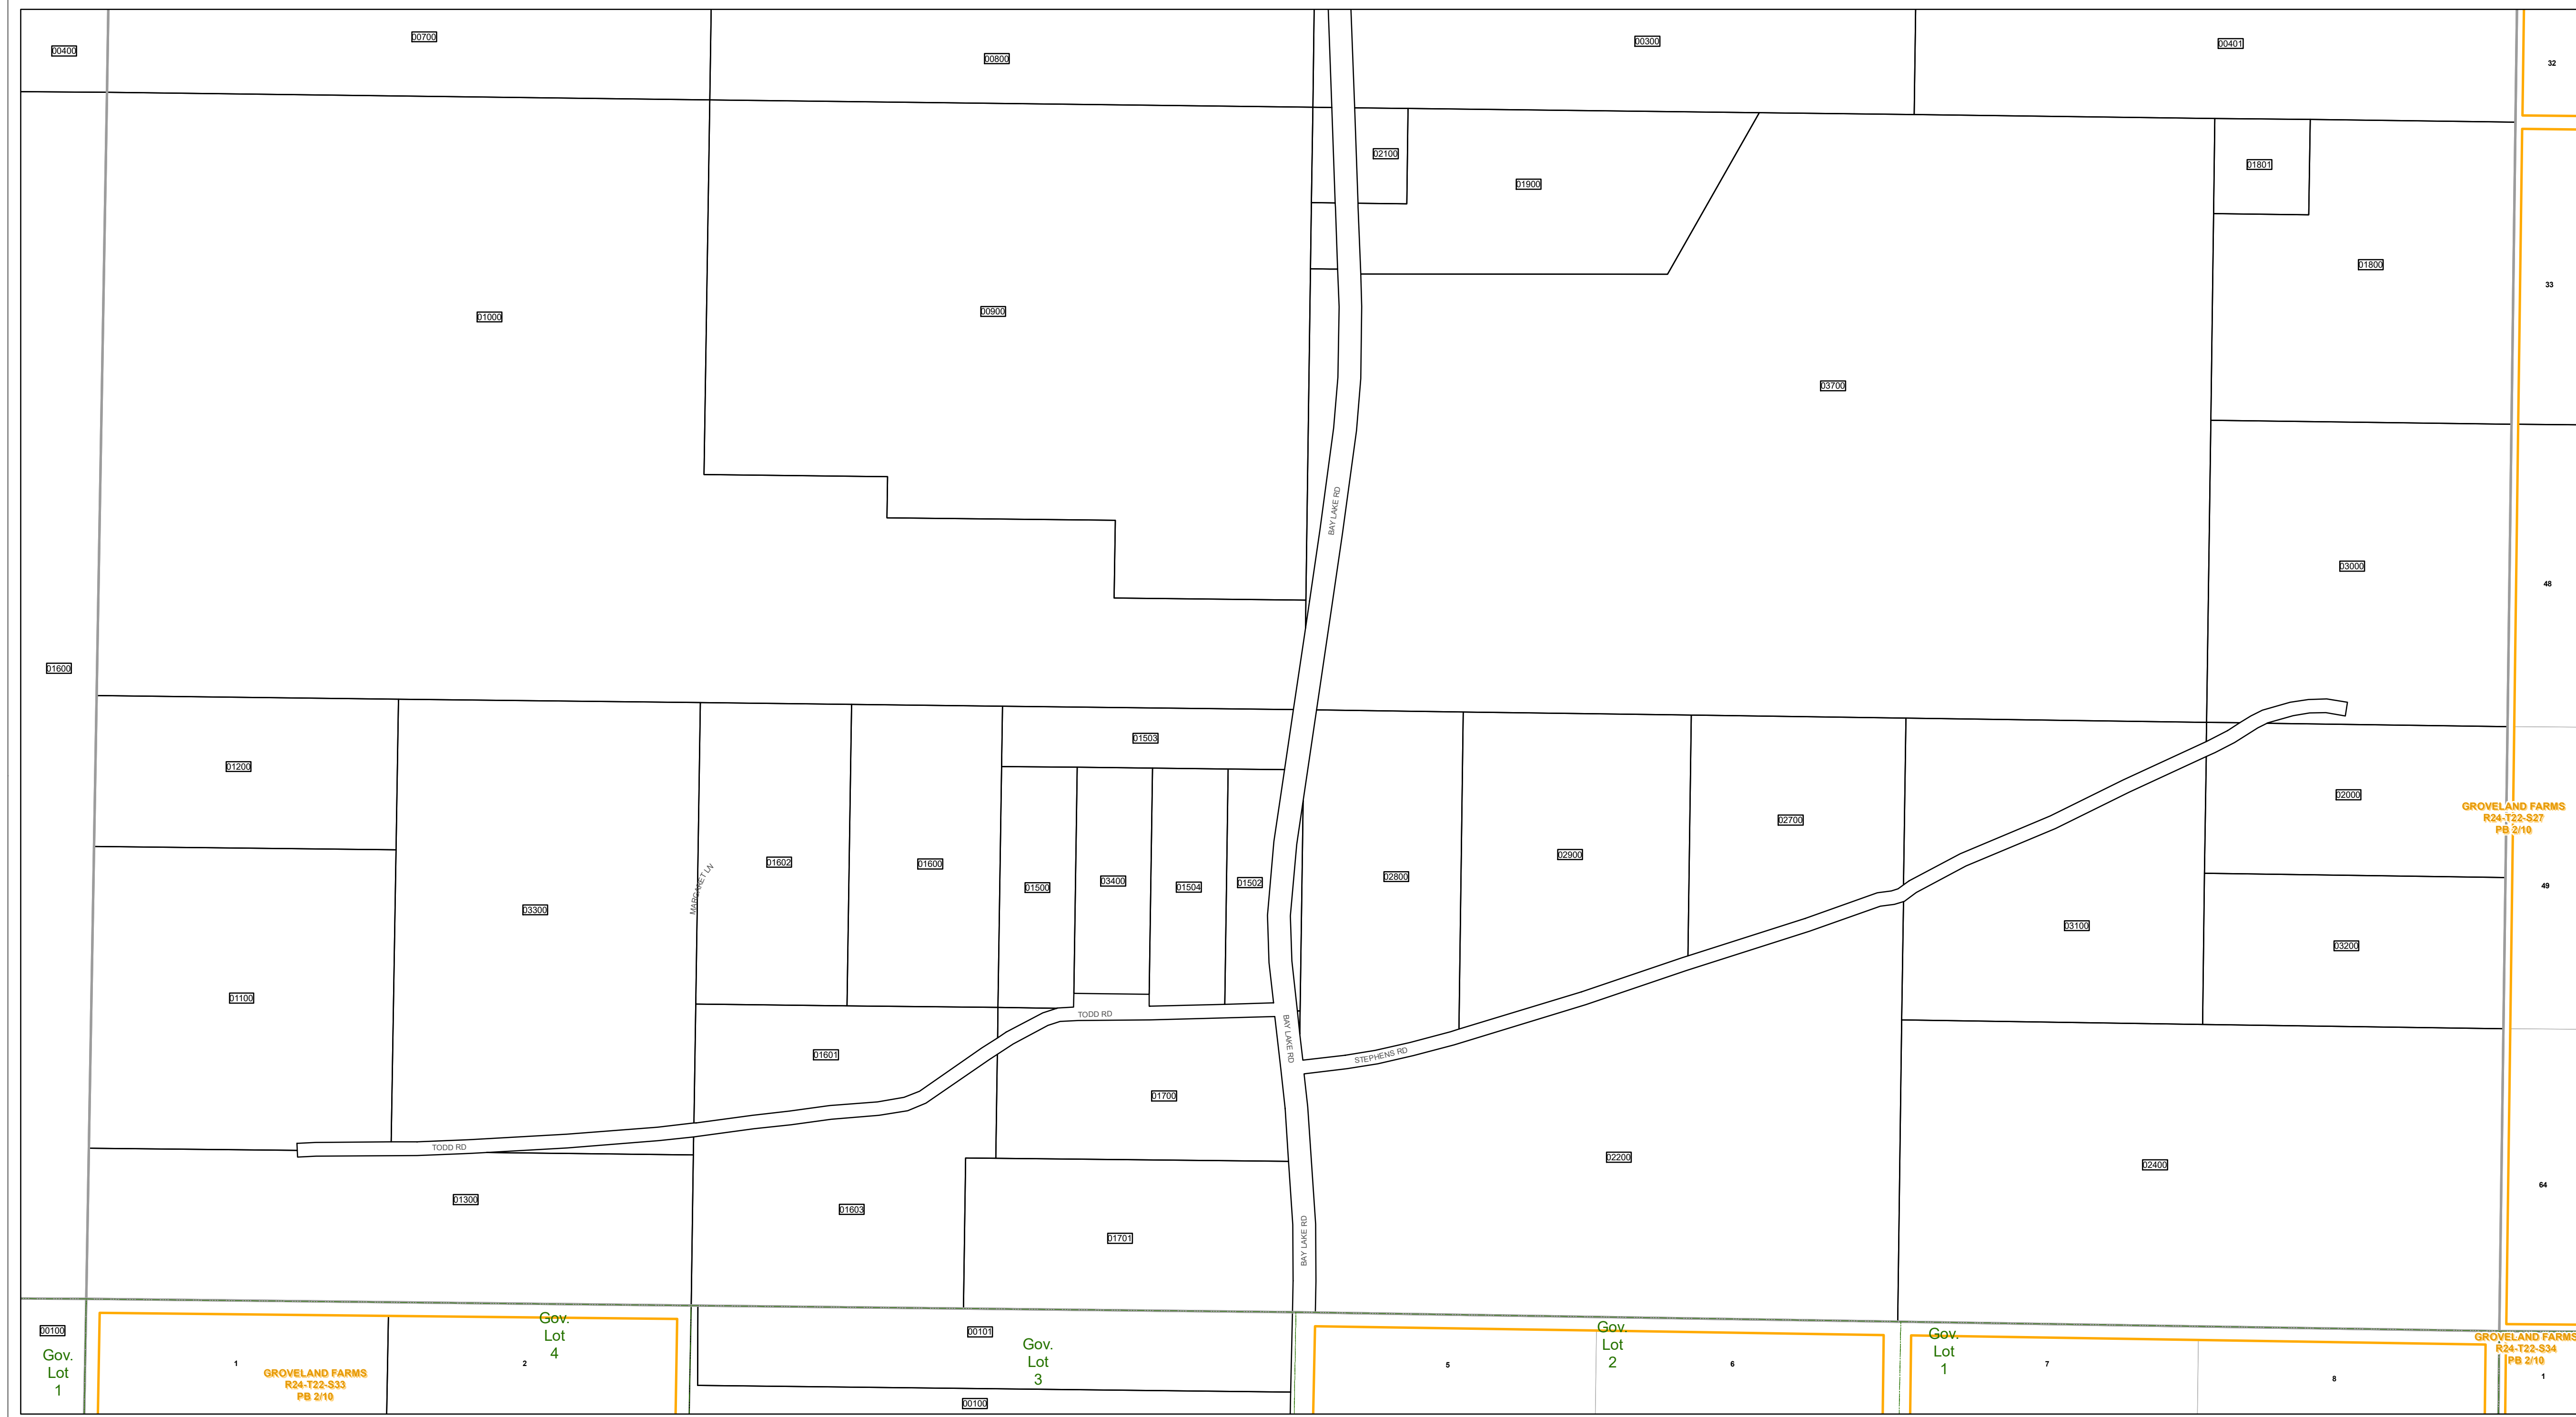 00700
00300
00401
00400
00800
32
02100
01801
01900
01800
33
00900
01000
03700
BAY LAKE RD
03000
48
01600
01503
01200
02000
GROVELAND FARMS
R24-T22-S27
PB 2/10
02700
02900
01602
01600
MARGARET LN
01500
03400
01504
01502
02800
49
03300
03100
03200
01100
TODD RD
BAY LAKE RD
STEPHENS RD
01601
01700
TODD RD
02200
02400
64
01300
01603
01701
BAY LAKE RD
00100
Gov.
Lot
1
1
GROVELAND FARMS
R24-T22-S33
PB 2/10
2
Gov.
Lot
4
00101
Gov.
Lot
3
00100
5
Gov.
Lot
2
6
Gov.
Lot
1
7
8
GROVELAND FARMS
R24-T22-S34
PB 2/10
1